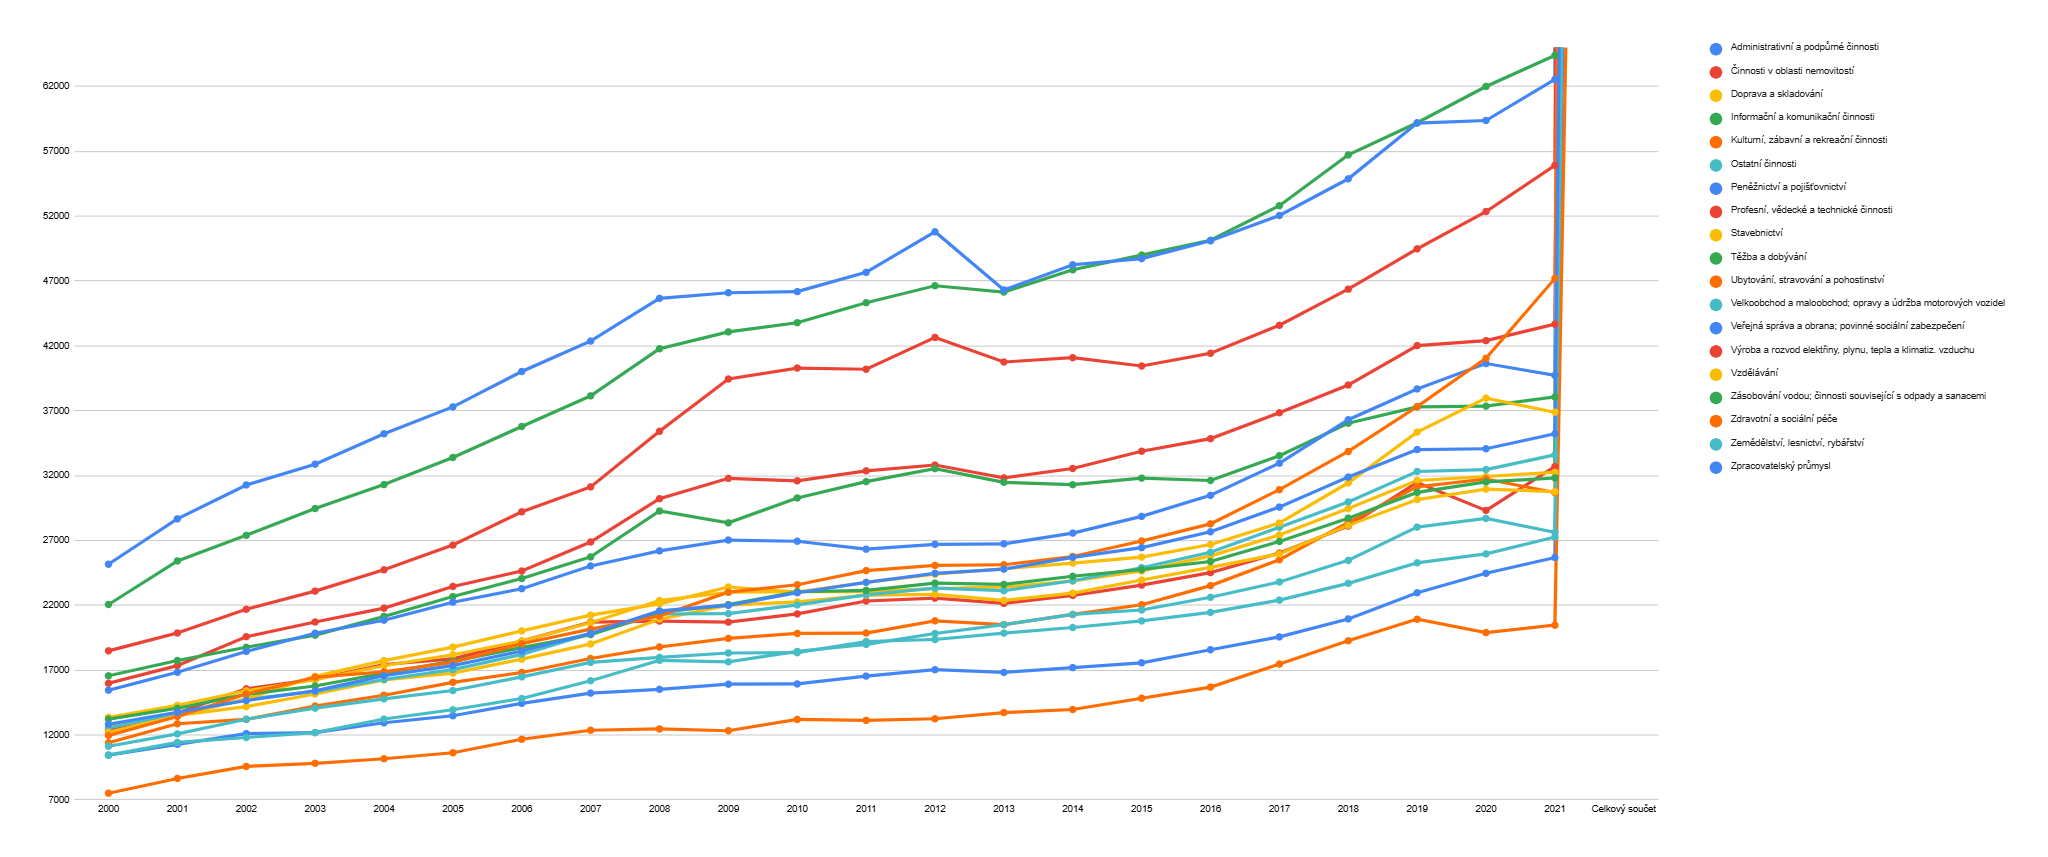 62000
57000
52000
47000
42000
37000
32000
27000
22000
17000
12000
7000
2000 2001 2002 2003 2004 2005 2006 2007 2008 2009 2010 2011 2012 2013 2014 2015 2016 2017 2018 2019 2020 2021 Celkový součet
Administrativní a podpůrné činnosti
Činnosti v oblasti nemovitostí
Doprava a skladování
Informační a komunikační činnosti
Kulturní, zábavní a rekreační činnosti
Ostatní činnosti
Peněžnictví a pojišťovnictví
Profesní, vědecké a technické činnosti
Stavebnictví
Těžba a dobývání
Ubytování, stravování a pohostinství
Velkoobchod a maloobchod; opravy a údržba motorových vozidel
Veřejná správa a obrana; povinné sociální zabezpečení
Výroba a rozvod elektřiny, plynu, tepla a klimatiz. vzduchu
Vzdělávání
Zásobování vodou; činnosti související s odpady a sanacemi
Zdravotní a sociální péče
Zemědělství, lesnictví, rybářství
Zpracovatelský průmysl